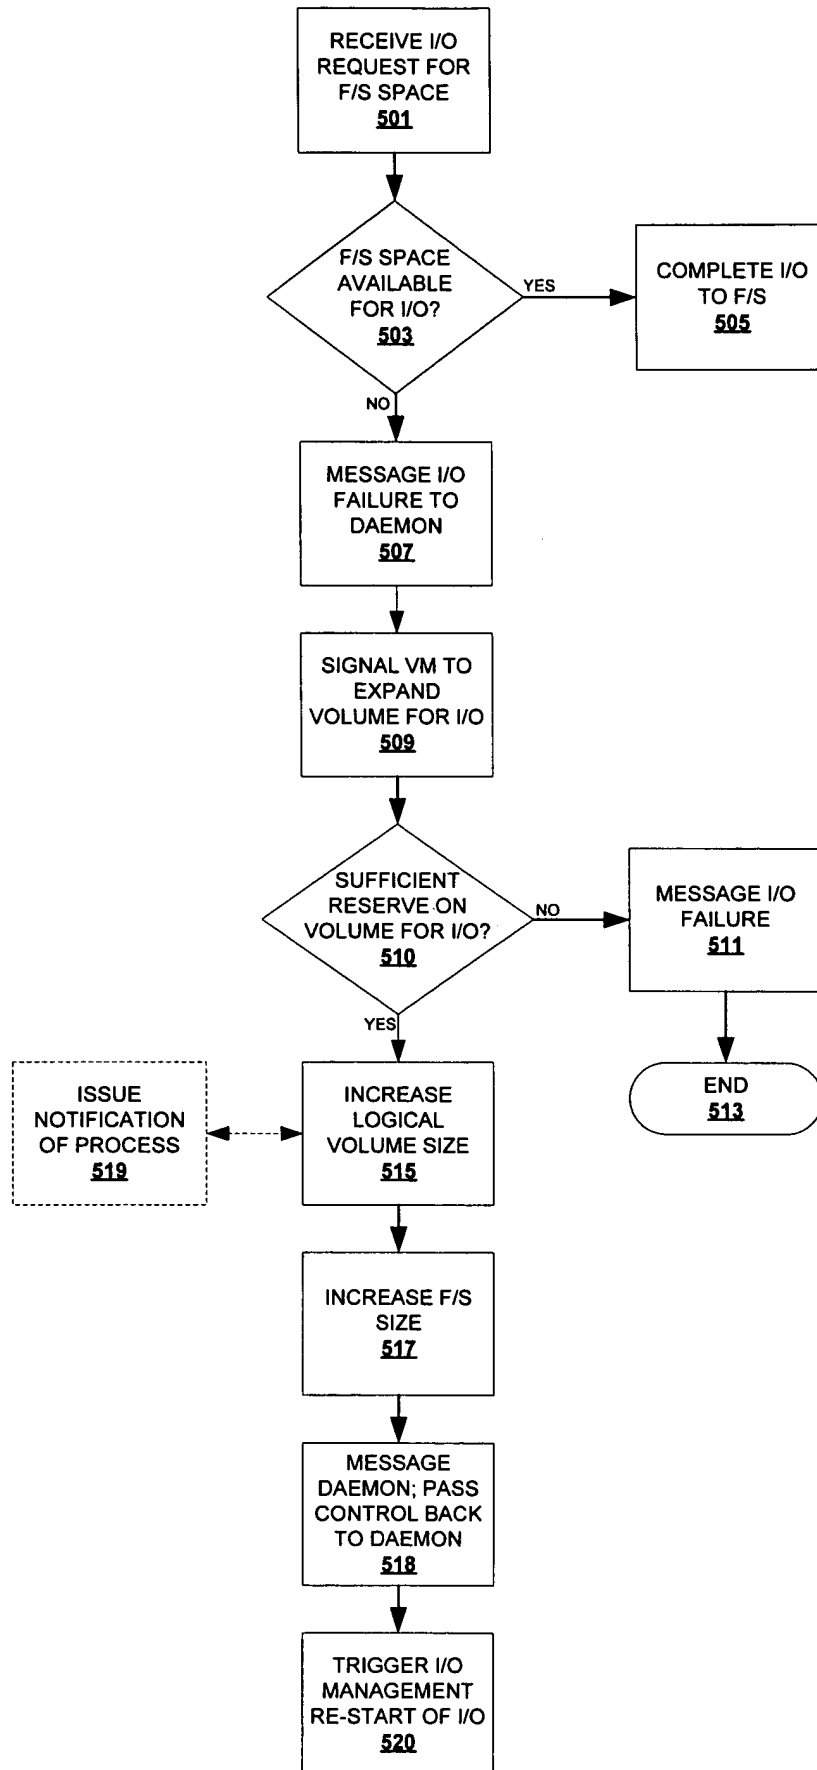 RECEIVE I/O
REQUEST FOR
F/S SPACE
501
F/S SPACE
AVAILABLE
FOR I/O?
503
YES
COMPLETE I/O
TO F/S
505
NO
MESSAGE I/O
FAILURE TO
DAEMON
507
SIGNAL VM TO
EXPAND
VOLUME FOR I/O
509
SUFFICIENT
RESERVE ON
VOLUME FOR I/O?
510
NO
MESSAGE I/O
FAILURE
511
END
513
YES
ISSUE
NOTIFICATION
OF PROCESS
519
INCREASE
LOGICAL
VOLUME SIZE
515
INCREASE F/S
SIZE
517
MESSAGE
DAEMON; PASS
CONTROL BACK
TO DAEMON
518
TRIGGER I/O
MANAGEMENT
RE-START OF I/O
520